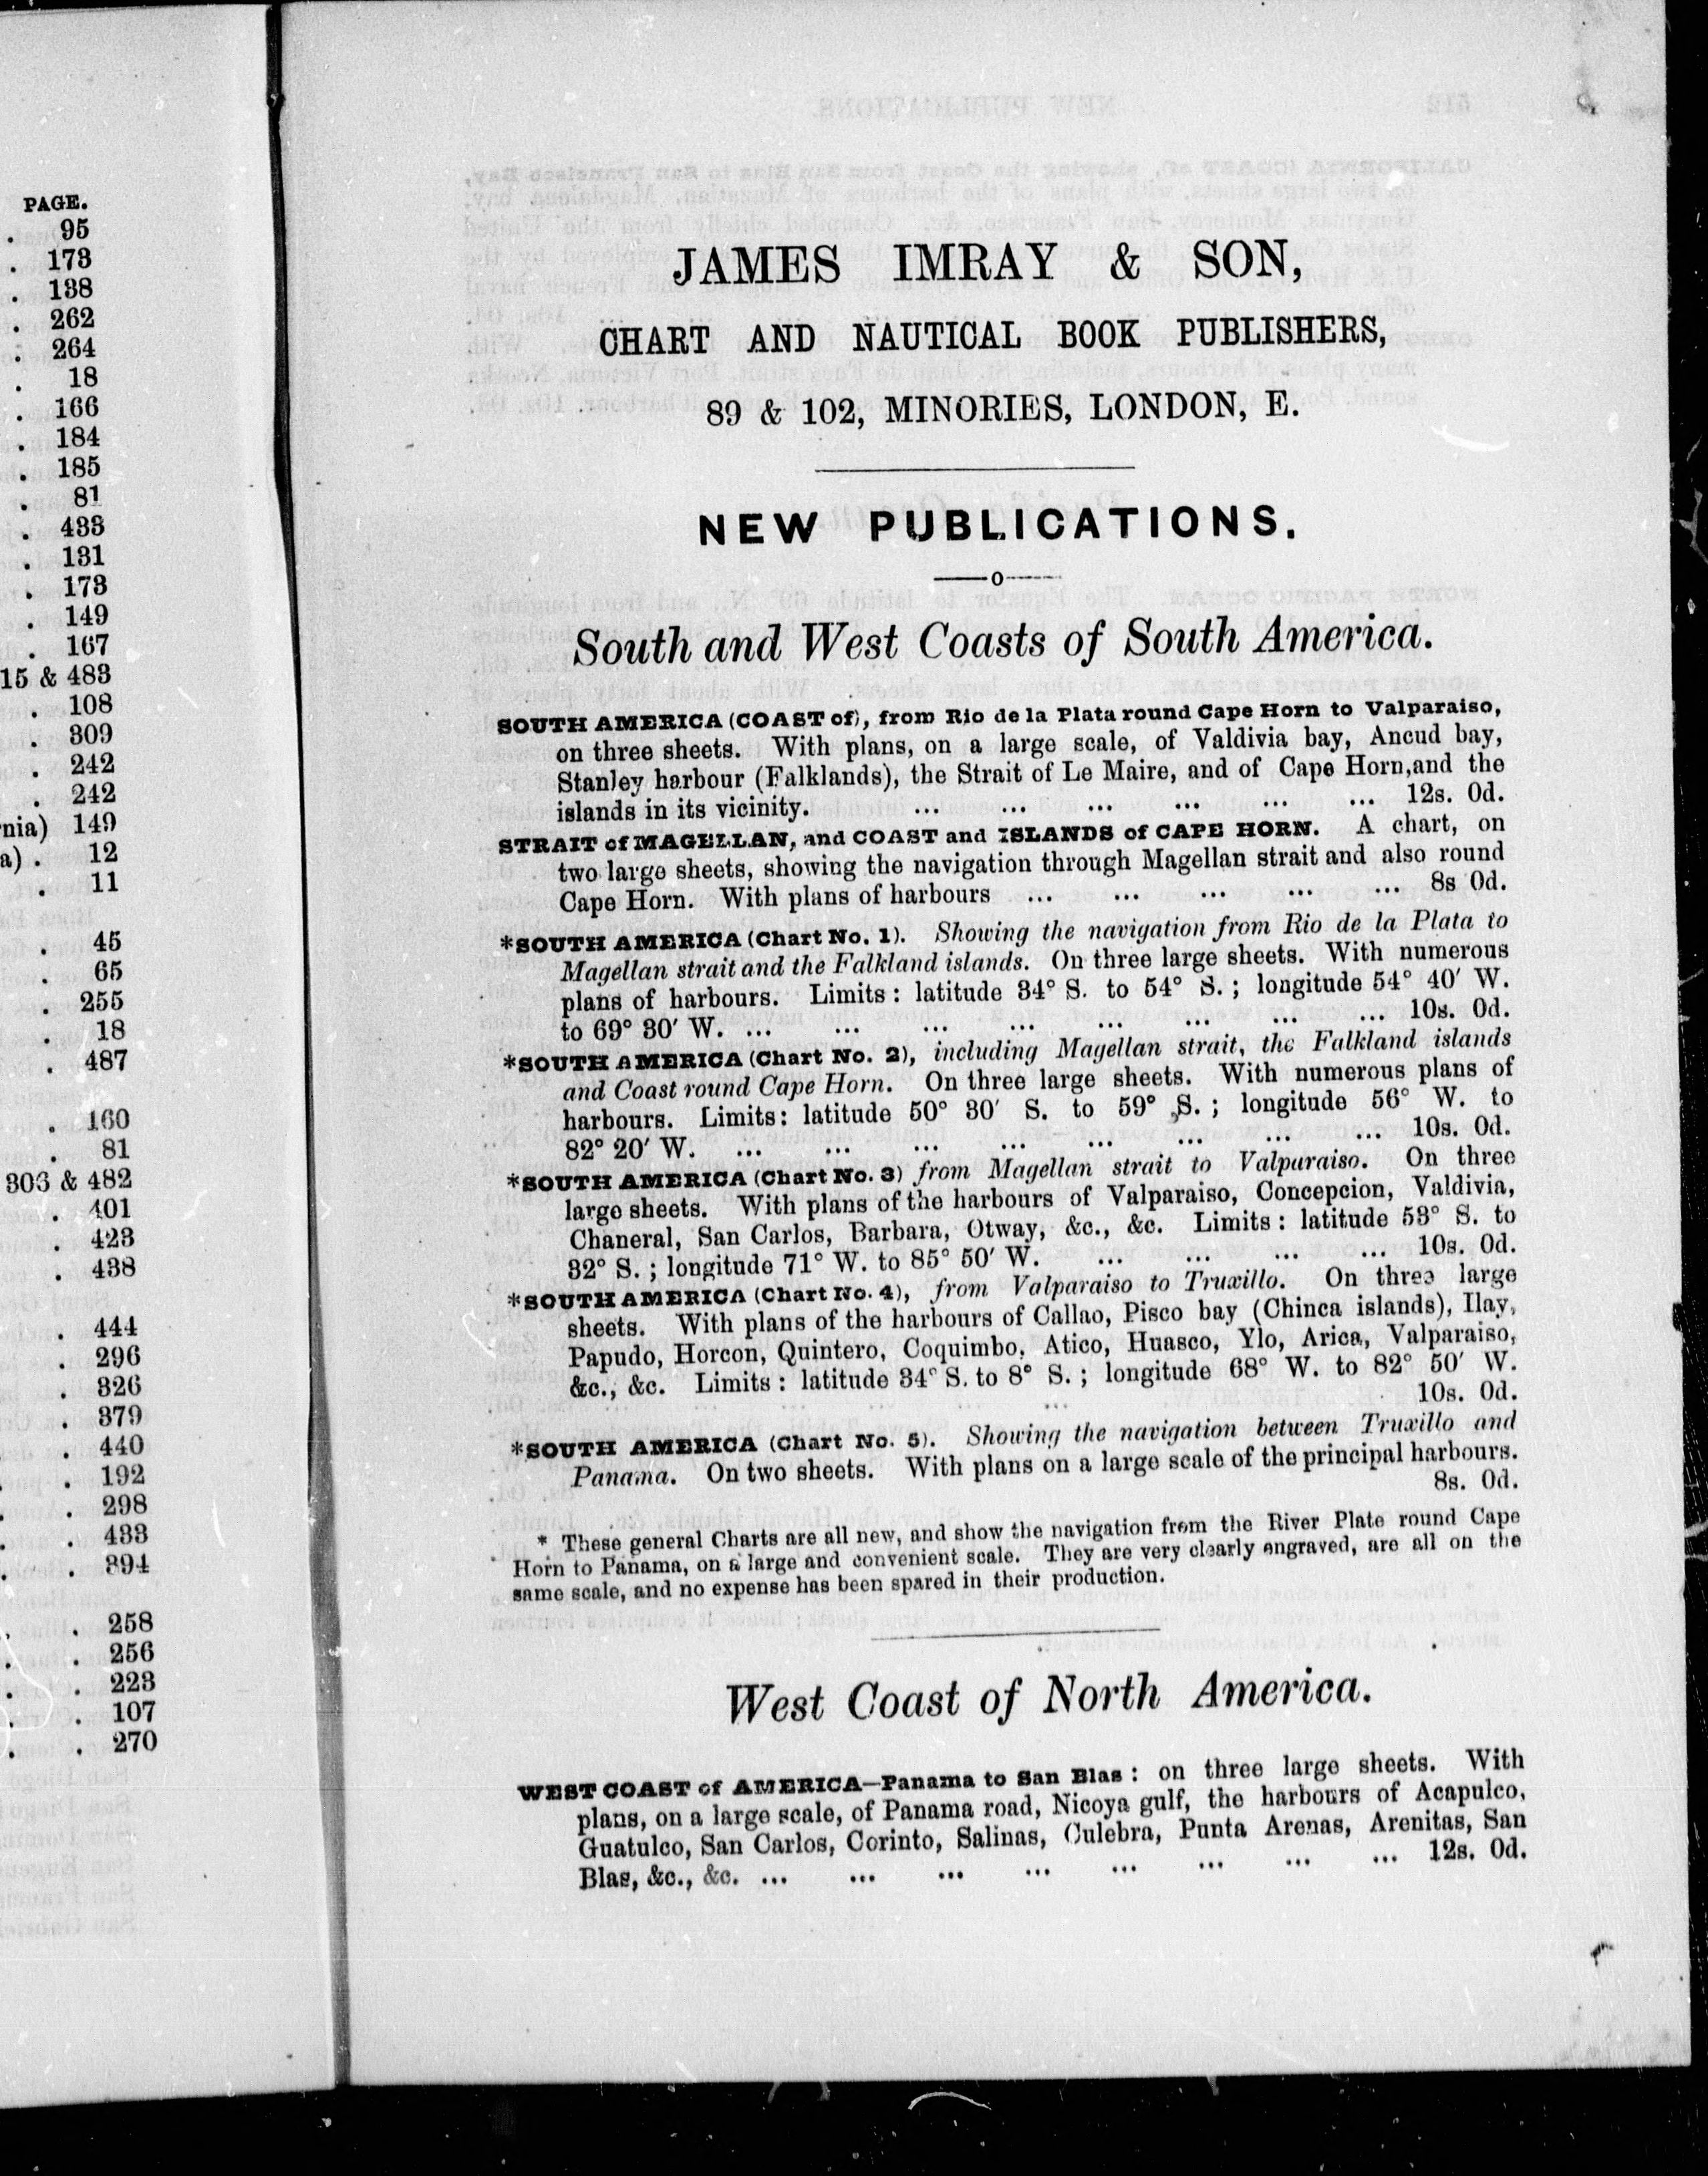 PAGE.
. 95
. 173
. 138
. 262
. 264
. 18
. 166
. 184
. 185
. 81
. 433
. 131
. 173
. 149
. 167
15 & 483
. 108
. 309
. 242
. 242
nia) 149
a) . 12
. 11
. 45
. 65
. 255
. 18
. 487
. 160
. 81
303 & 482
. 401
. 423
. 438
. 444
. 296
. 326
. 379
. 440
. 192
. 298
. 433
. 394
. 258
. 256
. 223
. 107
. 270
JAMES IMRAY & SON,
CHART AND NAUTICAL BOOK PUBLISHERS,
89 & 102, MINORIES, LONDON, E.
NEW PUBLICATIONS.
South and West Coasts of South America.
SOUTH AMERICA (COAST of), from Rio de la Plata round Cape Horn to Valparaiso,
on three sheets. With plans, on a large scale, of Valdivia bay, Ancud bay,
Stanley harbour (Falklands), the Strait of Le Maire, and of Cape Horn, and the
islands in its vicinity. ... ... ... ... ... ... 12s. 0d.
STRAIT of MAGELLAN, and COAST and ISLANDS of CAPE HORN. A chart, on
two large sheets, showing the navigation through Magellan strait and also round
Cape Horn. With plans of harbours ... ... ... ... ... 8s 0d.
*SOUTH AMERICA (Chart No. 1). Showing the navigation from Rio de la Plata to
Magellan strait and the Falkland islands. On three large sheets. With numerous
plans of harbours. Limits: latitude 34° S. to 54° S.; longitude 54° 40′ W.
to 69° 30′ W. ... ... ... ... ... ... ... ... 10s. 0d.
*SOUTH AMERICA (Chart No. 2), including Magellan strait, the Falkland islands
and Coast round Cape Horn. On three large sheets. With numerous plans of
harbours. Limits: latitude 50° 30′ S. to 59° S.; longitude 56° W. to
82° 20′ W. ... ... ... ... ... ... ... ... 10s. 0d.
*SOUTH AMERICA (Chart No. 3) from Magellan strait to Valparaiso. On three
large sheets. With plans of the harbours of Valparaiso, Concepcion, Valdivia,
Chaneral, San Carlos, Barbara, Otway, &c., &c. Limits: latitude 53° S. to
32° S.; longitude 71° W. to 85° 50′ W. ... ... ... ... 10s. 0d.
*SOUTH AMERICA (Chart No. 4), from Valparaiso to Truxillo. On three large
sheets. With plans of the harbours of Callao, Pisco bay (Chinca islands), Ilay,
Papudo, Horcon, Quintero, Coquimbo, Atico, Huasco, Ylo, Arica, Valparaiso,
&c., &c. Limits: latitude 34° S. to 8° S.; longitude 68° W. to 82° 50′ W.
10s. 0d.
*SOUTH AMERICA (Chart No. 5). Showing the navigation between Truxillo and
Panama. On two sheets. With plans on a large scale of the principal harbours.
8s. 0d.
* These general Charts are all new, and show the navigation from the River Plate round Cape
Horn to Panama, on a large and convenient scale. They are very clearly engraved, are all on the
same scale, and no expense has been spared in their production.
West Coast of North America.
WEST COAST of AMERICA—Panama to San Blas: on three large sheets. With
plans, on a large scale, of Panama road, Nicoya gulf, the harbours of Acapulco,
Guatulco, San Carlos, Corinto, Salinas, Culebra, Punta Arenas, Arenitas, San
Blas, &c., &c. ... ... ... ... ... ... ... ... 12s. 0d.